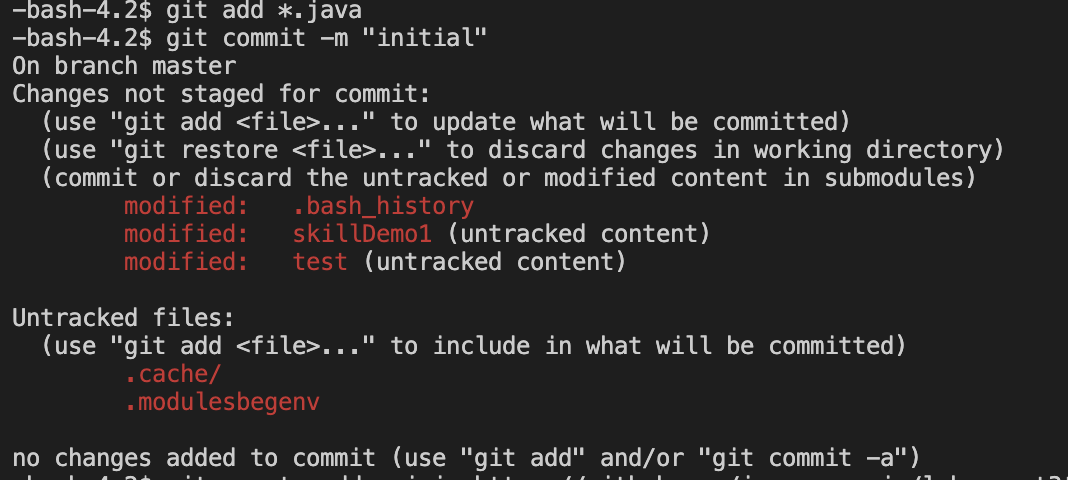 -bash-4.2$ git add *.java
-bash-4.2$ git commit -m "initial"
On branch master
Changes not staged for commit:
  (use "git add <file>..." to update what will be committed)
  (use "git restore <file>..." to discard changes in working directory)
  (commit or discard the untracked or modified content in submodules)
        modified:   .bash_history
        modified:   skillDemo1 (untracked content)
        modified:   test (untracked content)
Untracked files:
  (use "git add <file>..." to include in what will be committed)
        .cache/
        .modulesbegenv
no changes added to commit (use "git add" and/or "git commit -a")